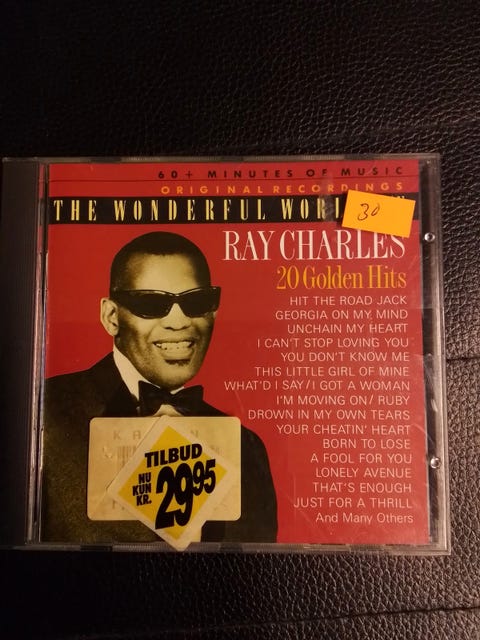 60+ MINUTES OF MUSIC
ORIGINAL RECORDINGS
THE WONDERFUL
30
RAY CHARLES
20 Golden Hits
HIT THE ROAD JACK
GEORGIA ON MY MIND
UNCHAIN MY HEART
I CAN'T STOP LOVING YOU
YOU DON'T KNOW ME
THIS LITTLE GIRL OF MINE
WHAT'D I SAY/I GOT A WOMAN
I'M MOVING ON/RUBY
DROWN IN MY OWN TEARS
YOUR CHEATIN' HEART
BORN TO LOSE
A FOOL FOR YOU
LONELY AVENUE
THAT'S ENOUGH
JUST FOR A THRILL
And Many Others
TILBUD
NU
KUN
KR.
29.95